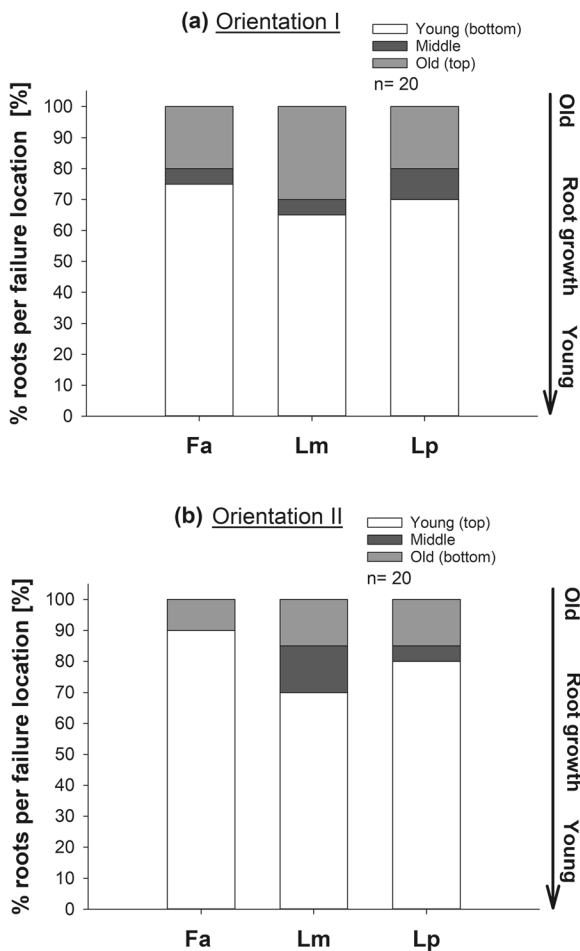 (a) Orientation I
Young (bottom)
Middle
Old (top)
n= 20
% roots per failure location [%]
100
90
80
70
60
50
40
30
20
10
0
Fa Lm Lp
Old Root growth Young
(b) Orientation II
Young (top)
Middle
Old (bottom)
n= 20
% roots per failure location [%]
100
90
80
70
60
50
40
30
20
10
0
Fa Lm Lp
Old Root growth Young